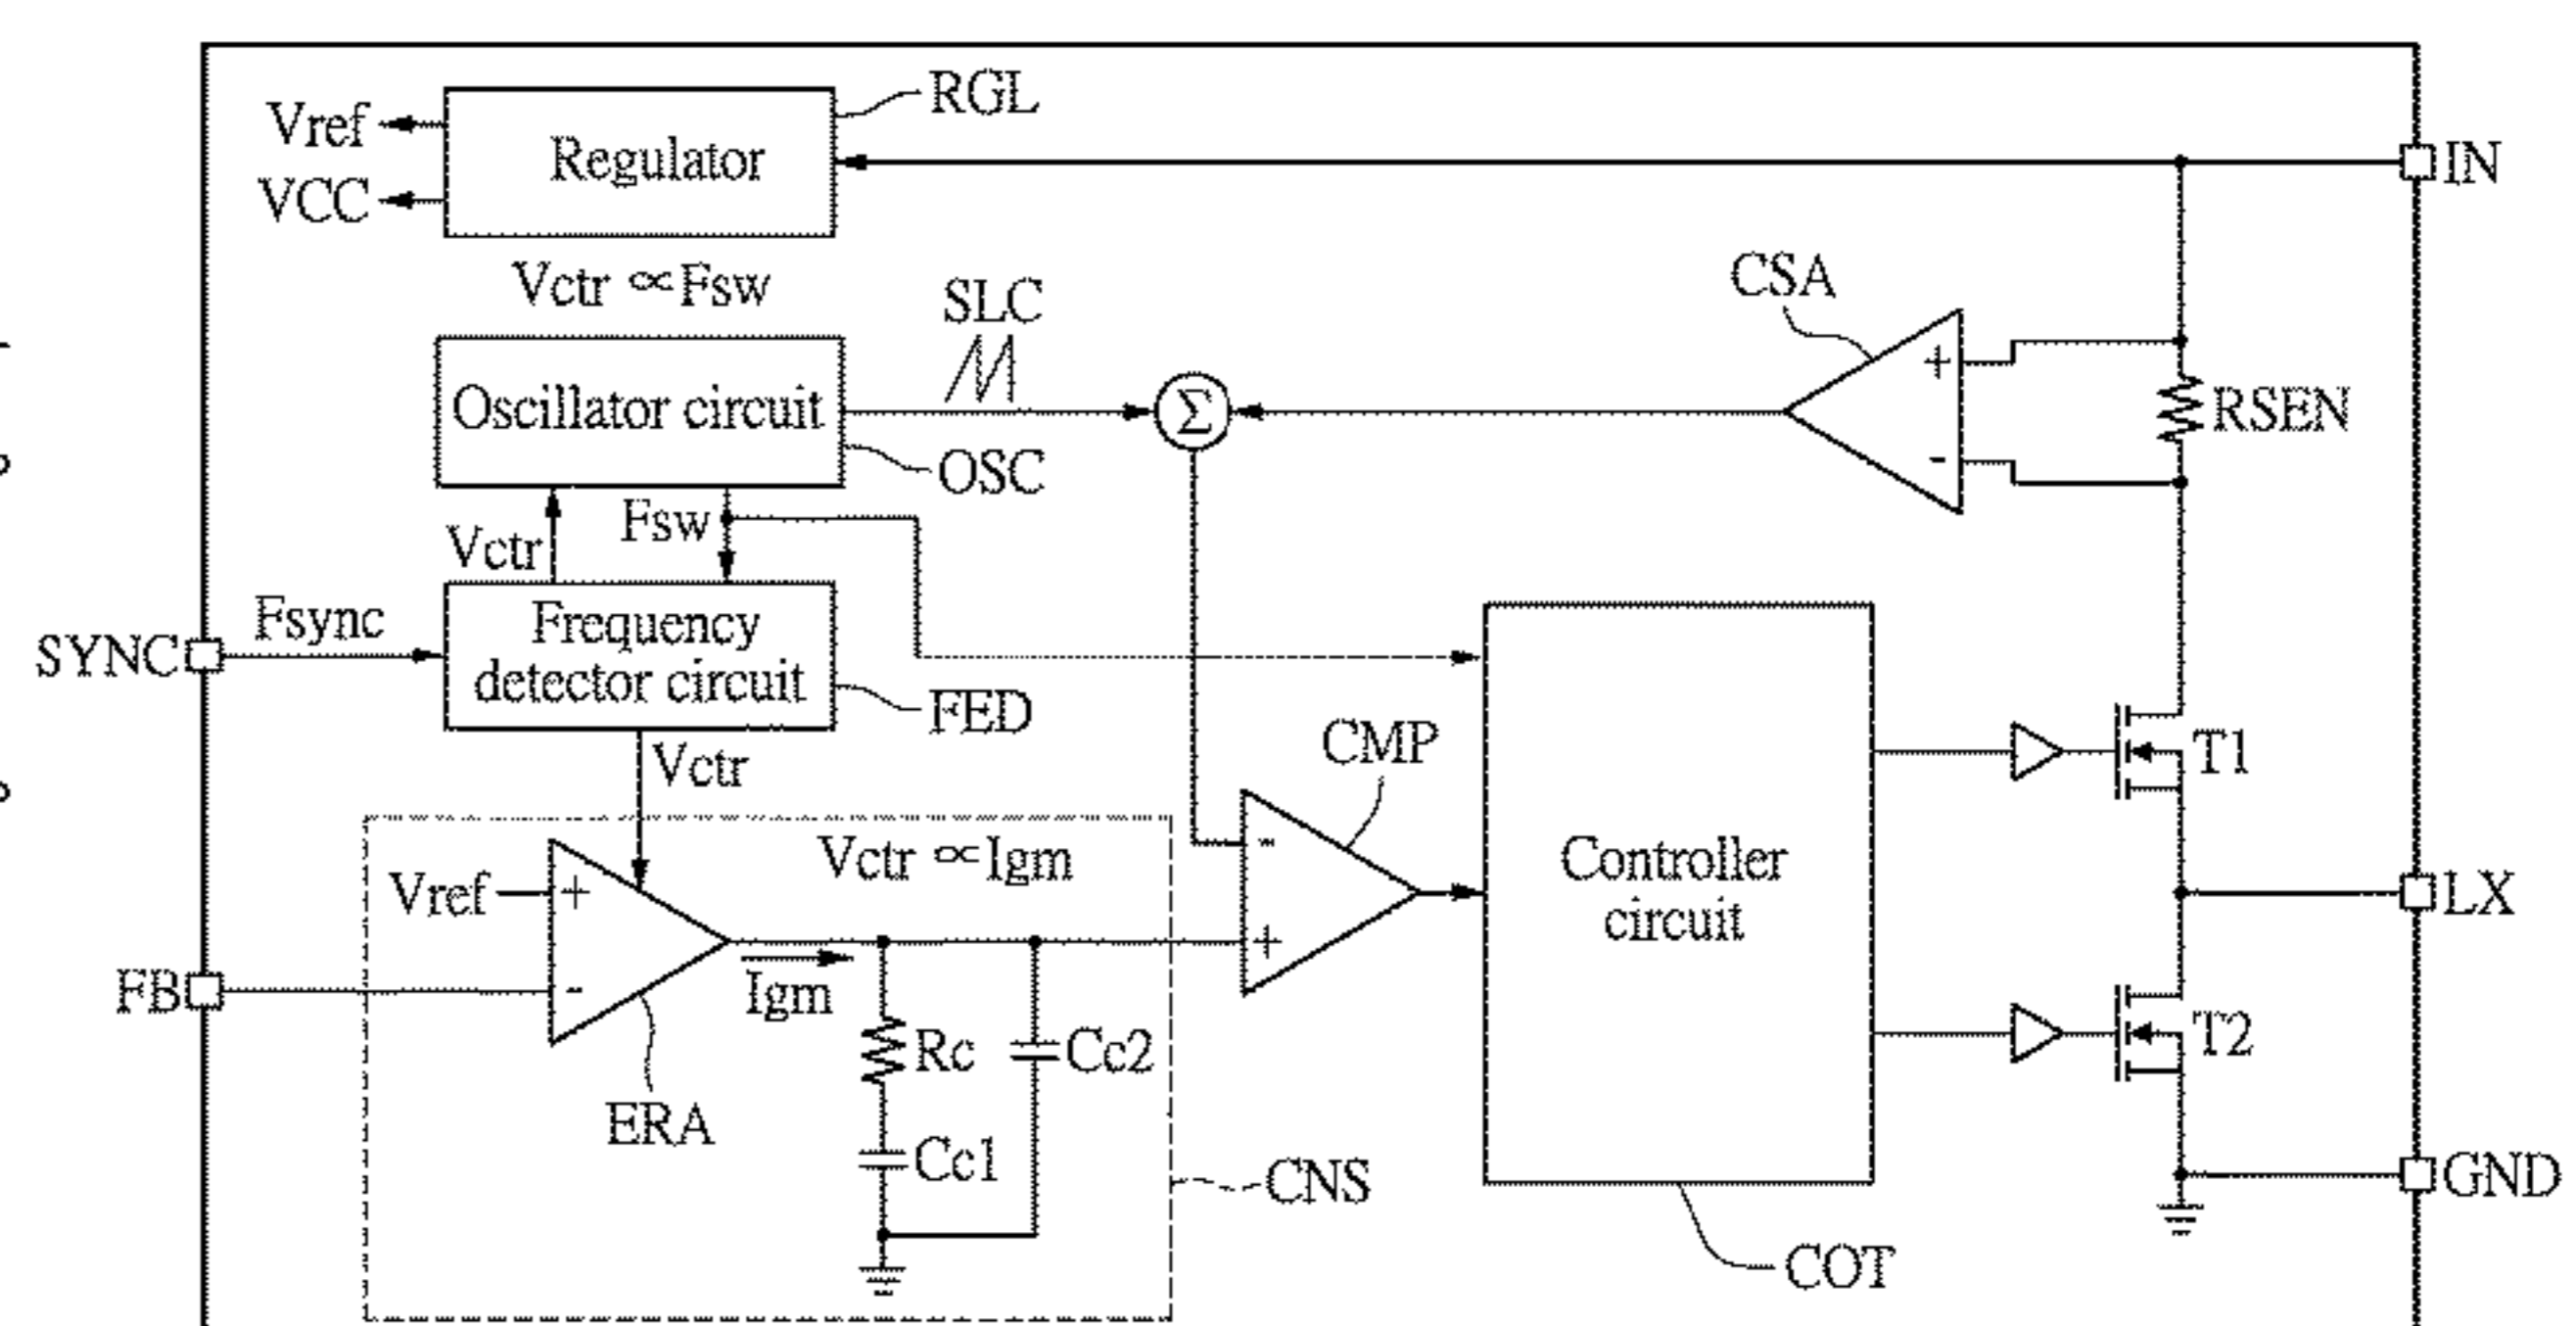 RGL
Vref
Regulator
IN
VCC
Vctr ∝Fsw
SLC
CSA
+
Oscillator circuit
Σ
RSEN
-
OSC
Fsw
Vctr
Fsync
Frequency
detector circuit
SYNC
FED
CMP
T1
Vctr
-
Vctr ∝Igm
Controller
circuit
Vref
+
LX
+
FB
-
Igm
Rc
Cc2
T2
ERA
Cc1
CNS
GND
COT